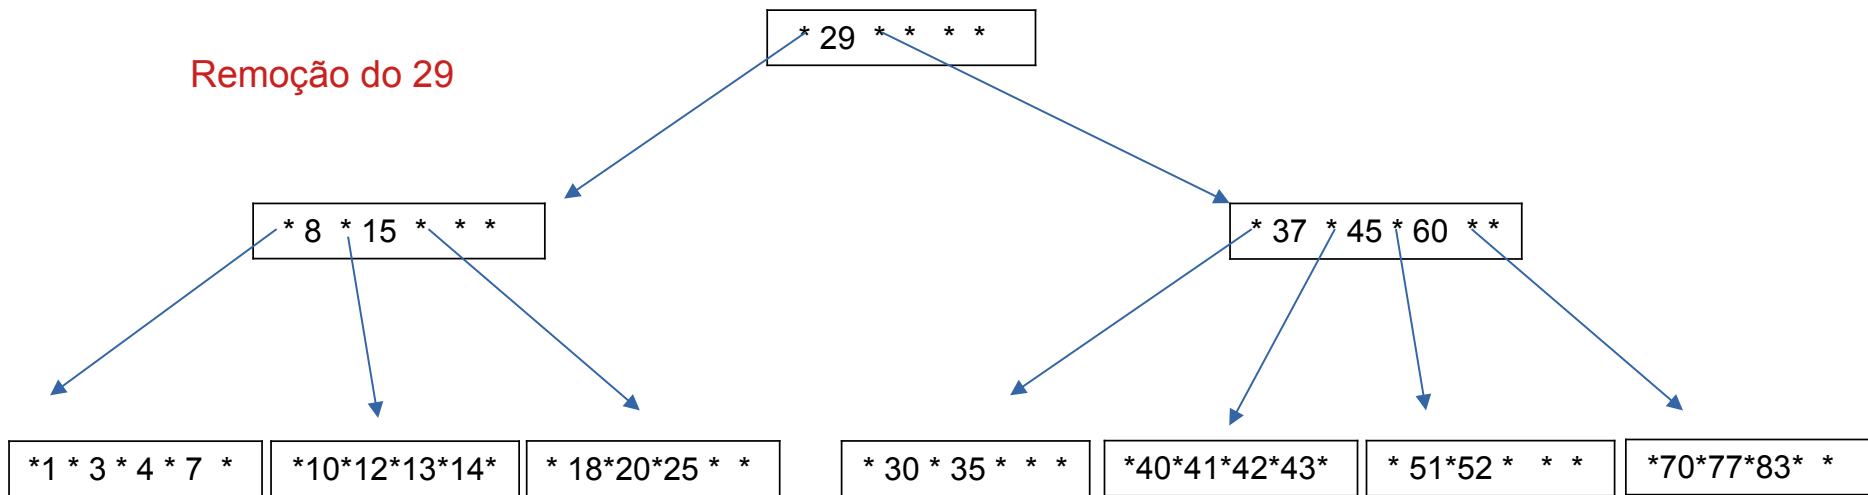 * 29 * * * *
Remoção do 29
* 8 * 15 * * *
* 37 * 45 * 60 * *
*1 * 3 * 4 * 7 *
*10*12*13*14*
* 18*20*25 * *
* 30 * 35 * * *
*40*41*42*43*
* 51*52 * * *
*70*77*83* *